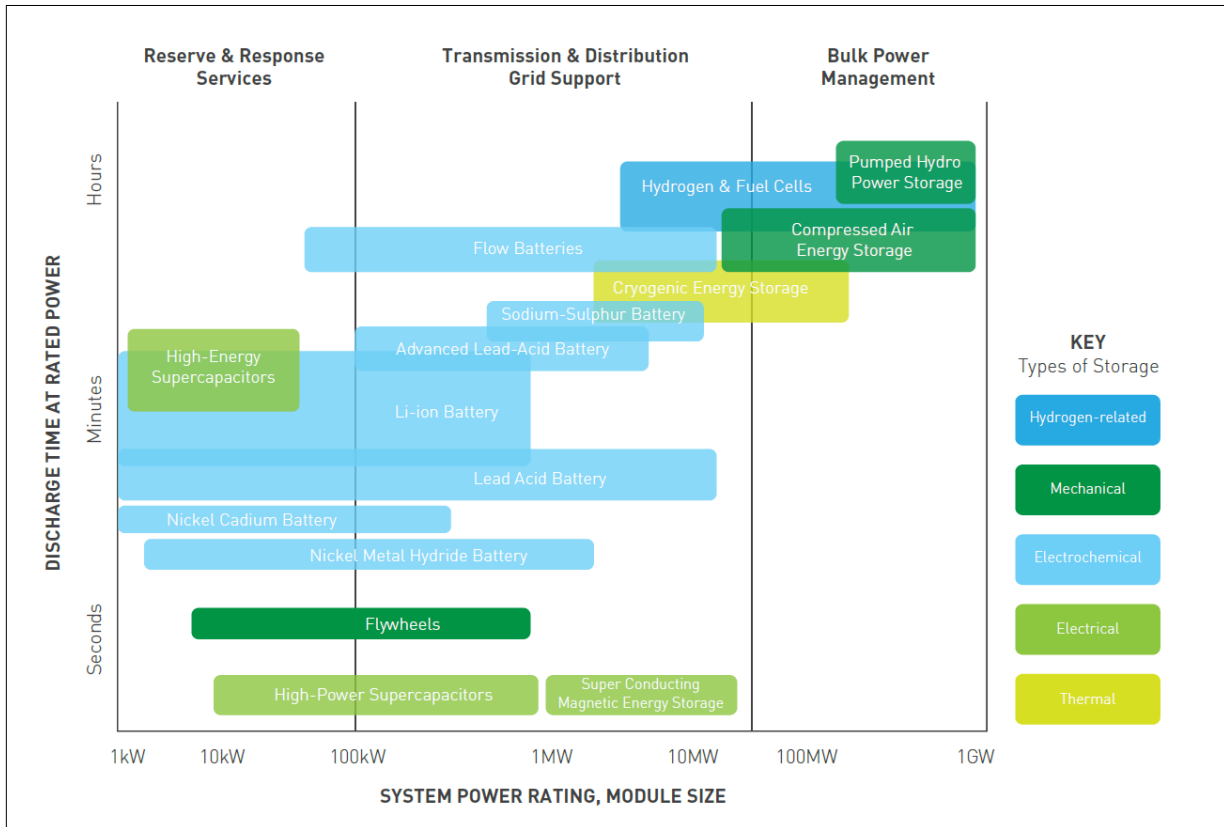 Reserve & Response
Services
Transmission & Distribution
Grid Support
Bulk Power
Management
DISCHARGE TIME AT RATED POWER
Hours
Minutes
Seconds
Pumped Hydro
Power Storage
Hydrogen & Fuel Cells
Compressed Air
Energy Storage
Flow Batteries
Cryogenic Energy Storage
Sodium-Sulphur Battery
Advanced Lead-Acid Battery
High-Energy
Supercapacitors
Li-ion Battery
Lead Acid Battery
Nickel Cadium Battery
Nickel Metal Hydride Battery
Flywheels
High-Power Supercapacitors
Super Conducting
Magnetic Energy Storage
1kW
10kW
100kW
1MW
10MW
100MW
1GW
SYSTEM POWER RATING, MODULE SIZE
KEY
Types of Storage
Hydrogen-related
Mechanical
Electrochemical
Electrical
Thermal